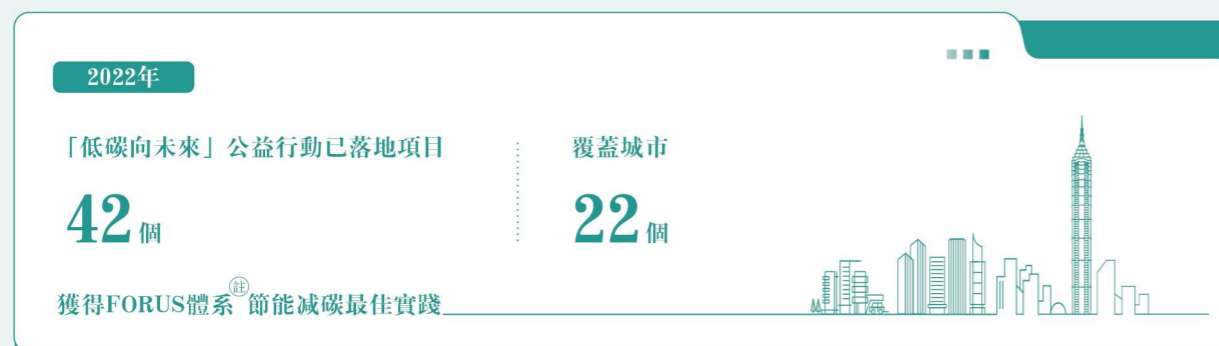 2022年
「低碳向未來」公益行動已落地項目
42個
覆蓋城市
22個
獲得FORUS體系註節能減碳最佳實踐